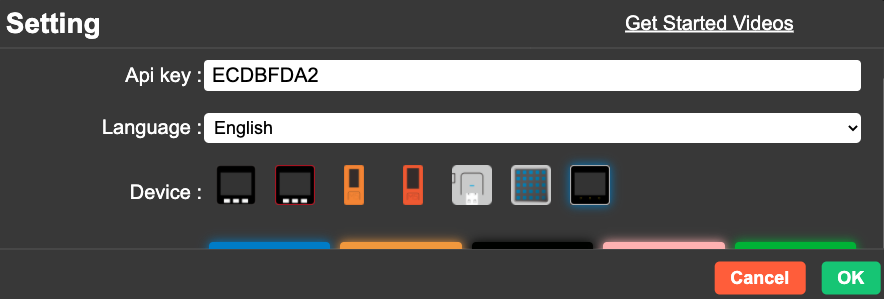 Setting
Get Started Videos
Api key : ECDBFDA2
Language : English
Device :
Cancel OK